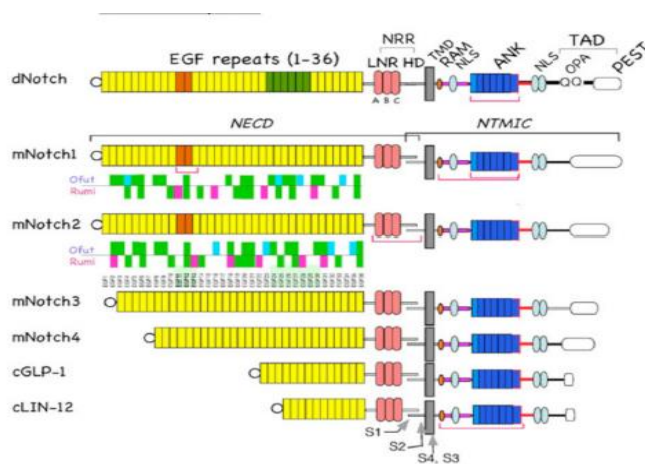 NRR
TAD
EGF repeats (1-36)
LNR HD
TMD
RAM
NLS
ANK
NLS
OPA
PEST
dNotch
A B C
NECD
NTMIC
mNotch1
Ofut
Rumi
mNotch2
Ofut
Rumi
mNotch3
mNotch4
cGLP-1
cLIN-12
S1
S2
S4, S3